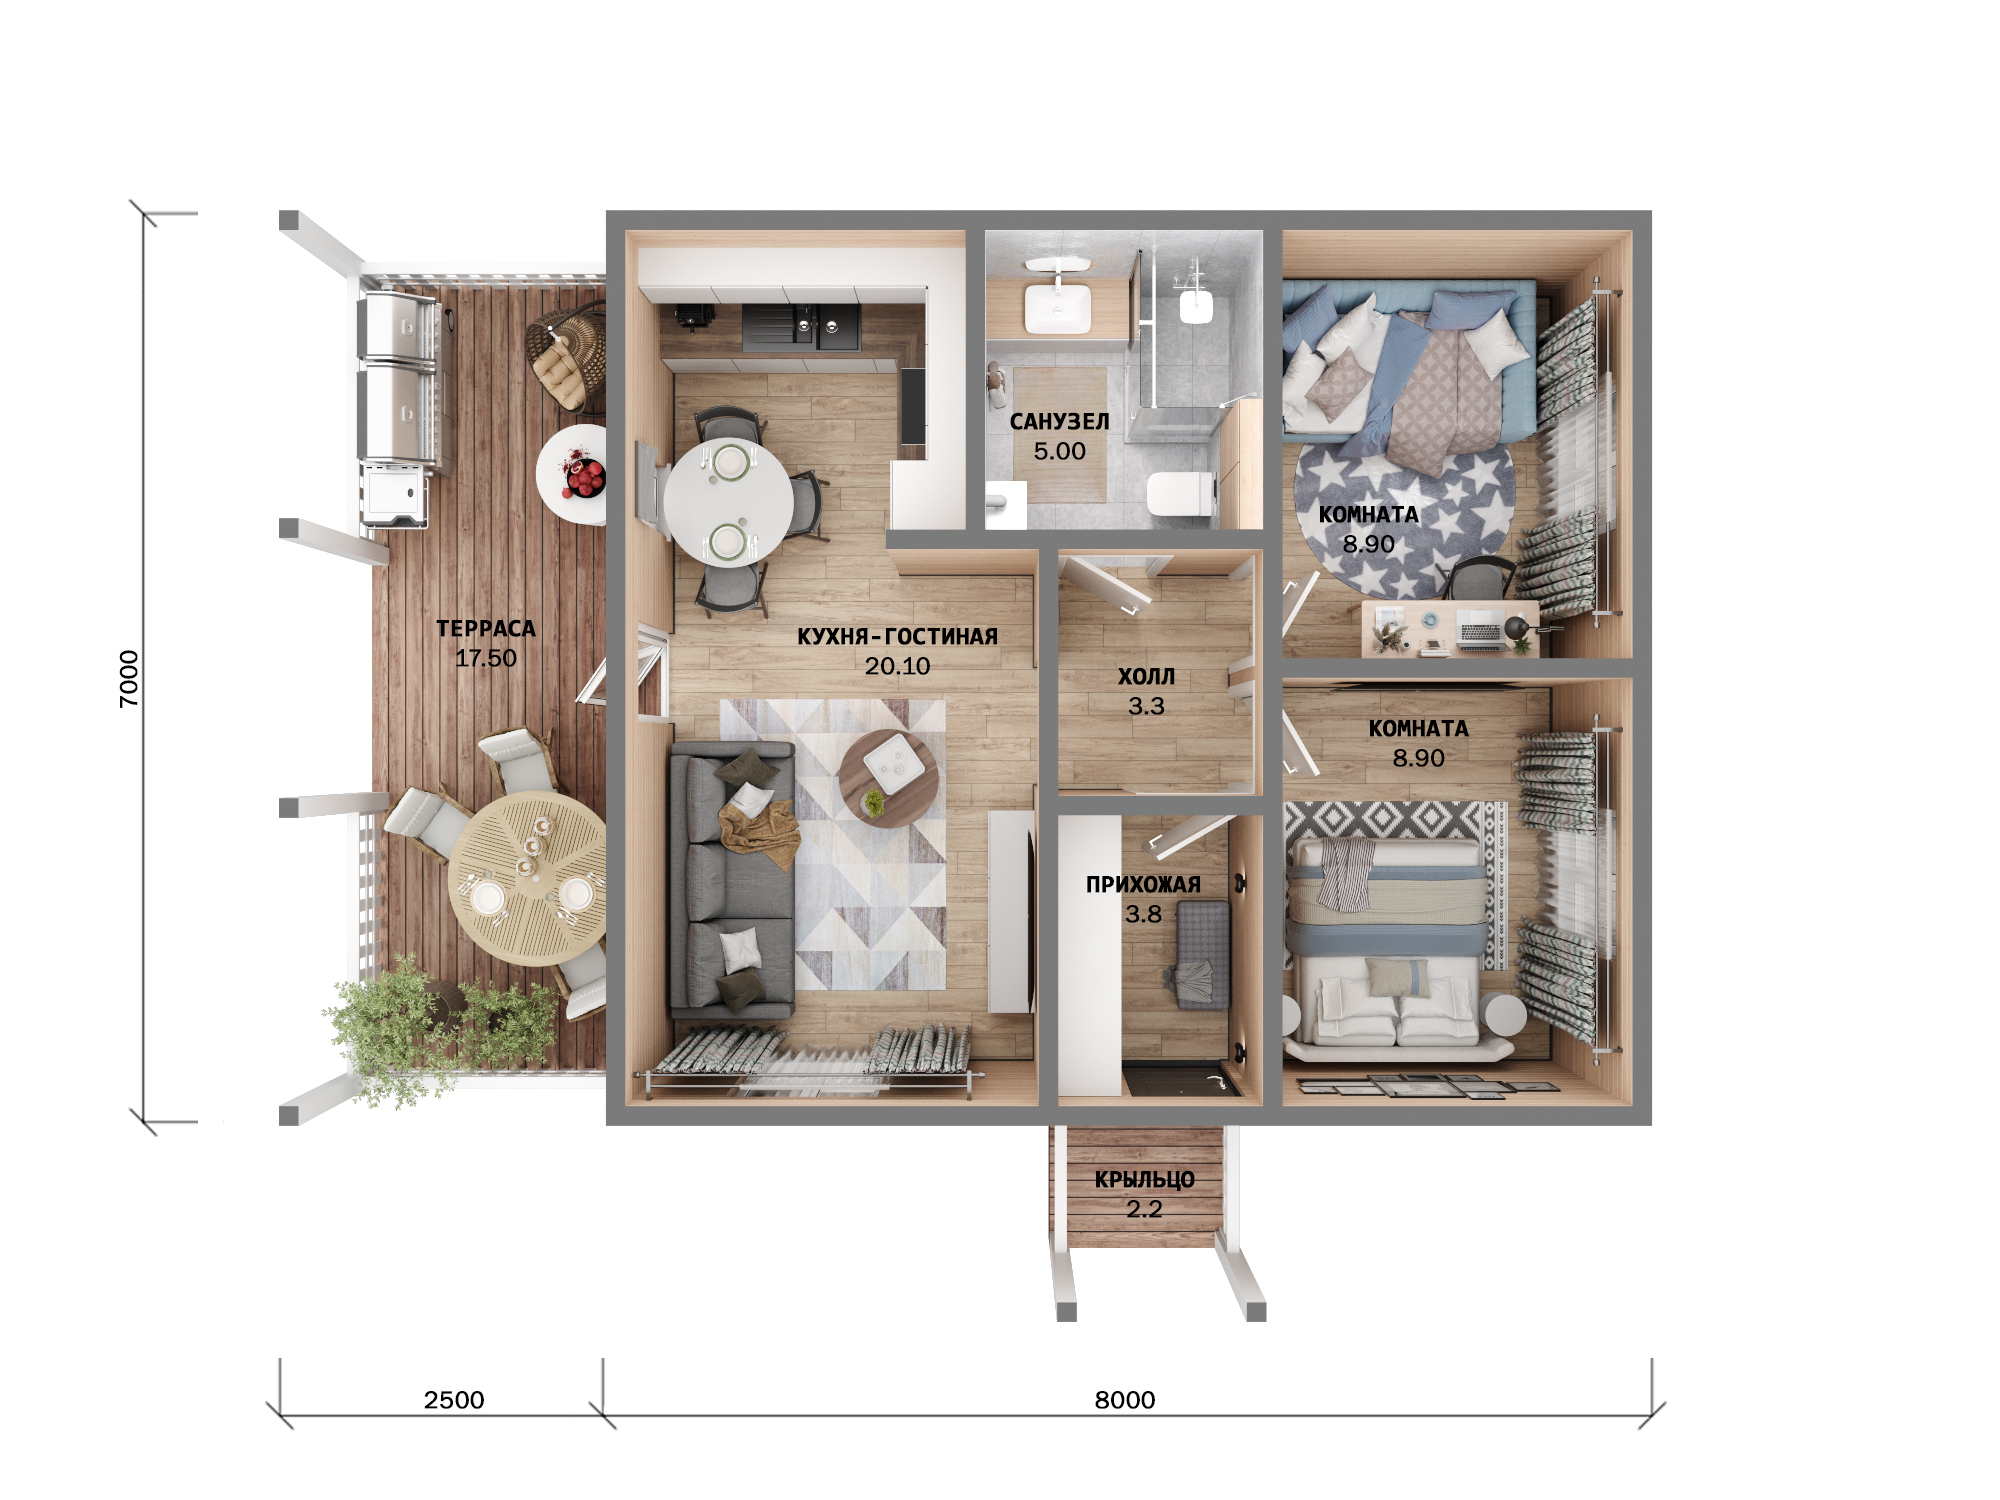 САНУЗЕЛ
5.00
КОМНАТА
8.90
ТЕРРАСА
17.50
КУХНЯ-ГОСТИНАЯ
20.10
ХОЛЛ
3.3
КОМНАТА
8.90
7000
ПРИХОЖАЯ
3.8
КРЫЛЬЦО
2.2
2500
8000